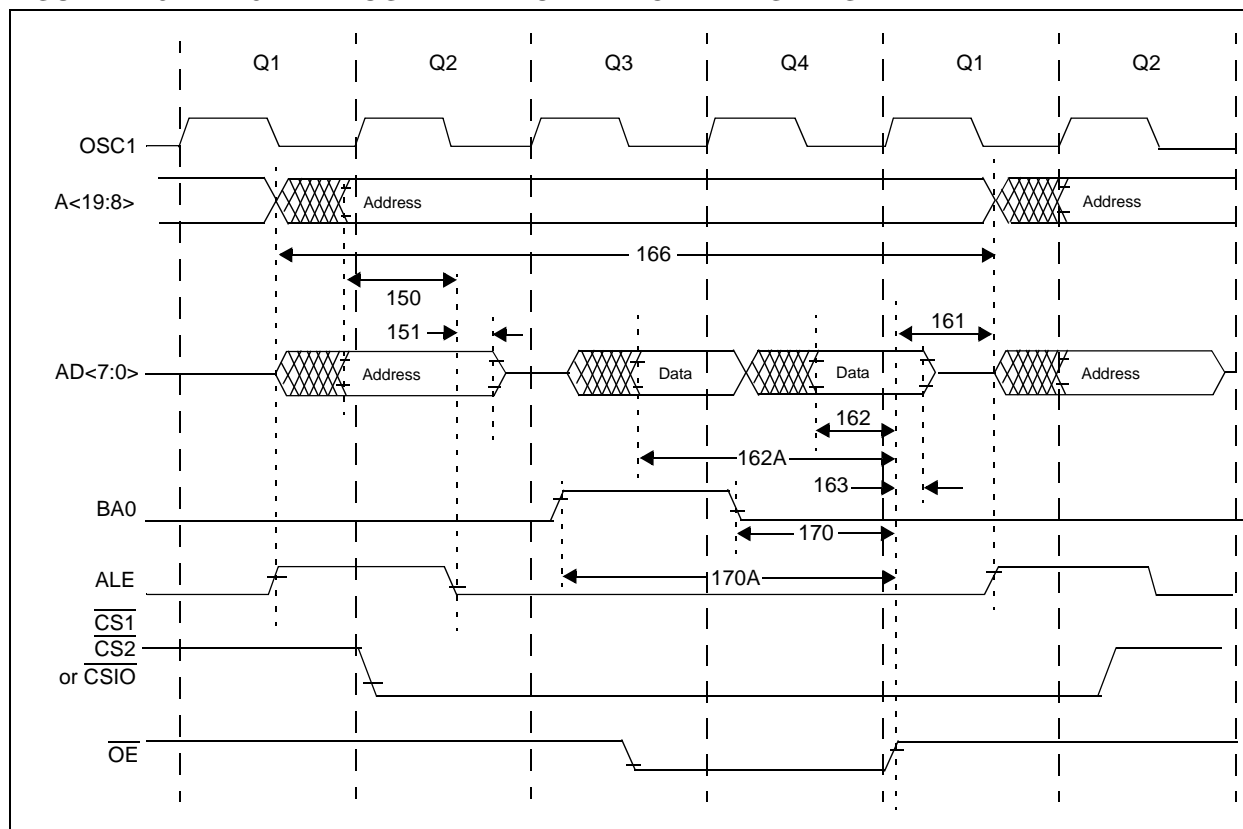 Q1 Q2 Q3 Q4 Q1 Q2
OSC1
A<19:8> Address Address
166
150
151 161
AD<7:0> Address Data Data Address
162
162A
163
BA0
170
ALE 170A
CS1
CS2
or CSIO
OE